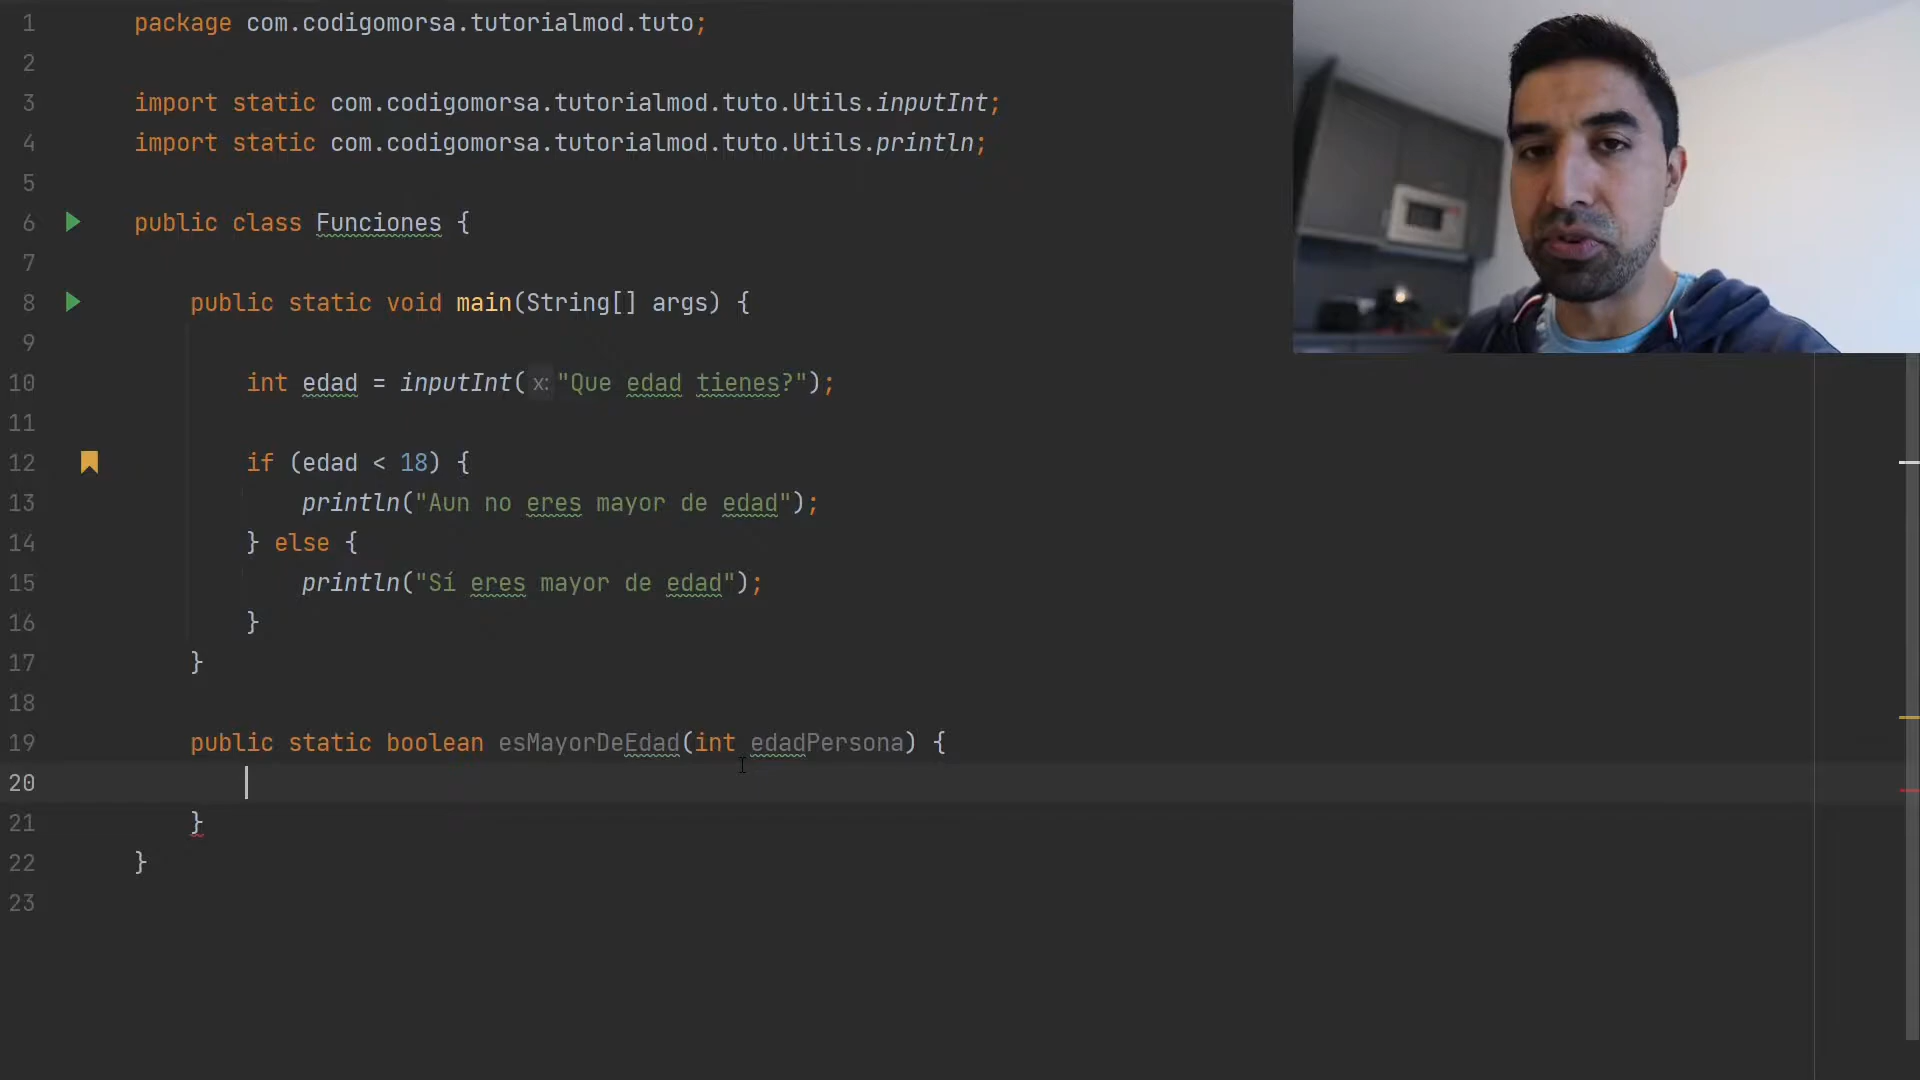 1 package com.codigomorsa.tutorialmod.tuto;
2
3 import static com.codigomorsa.tutorialmod.tuto.Utils.inputInt;
4 import static com.codigomorsa.tutorialmod.tuto.Utils.println;
5
6 public class Funciones {
7
8 public static void main(String[] args) {
9
10 int edad = inputInt( x: "Que edad tienes?");
11
12 if (edad < 18) {
13 println("Aun no eres mayor de edad");
14 } else {
15 println("Sí eres mayor de edad");
16 }
17 }
18
19 public static boolean esMayorDeEdad(int edadPersona) {
20
21 }
22 }
23